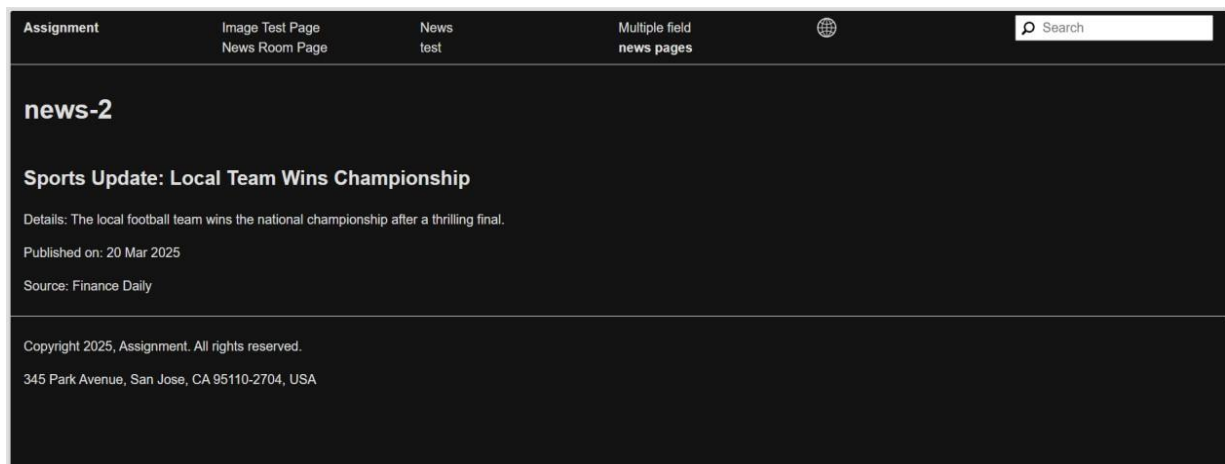 Assignment
Image Test Page
News Room Page
News
test
Multiple field
news pages
Search
news-2
Sports Update: Local Team Wins Championship
Details: The local football team wins the national championship after a thrilling final.
Published on: 20 Mar 2025
Source: Finance Daily
Copyright 2025, Assignment. All rights reserved.
345 Park Avenue, San Jose, CA 95110-2704, USA